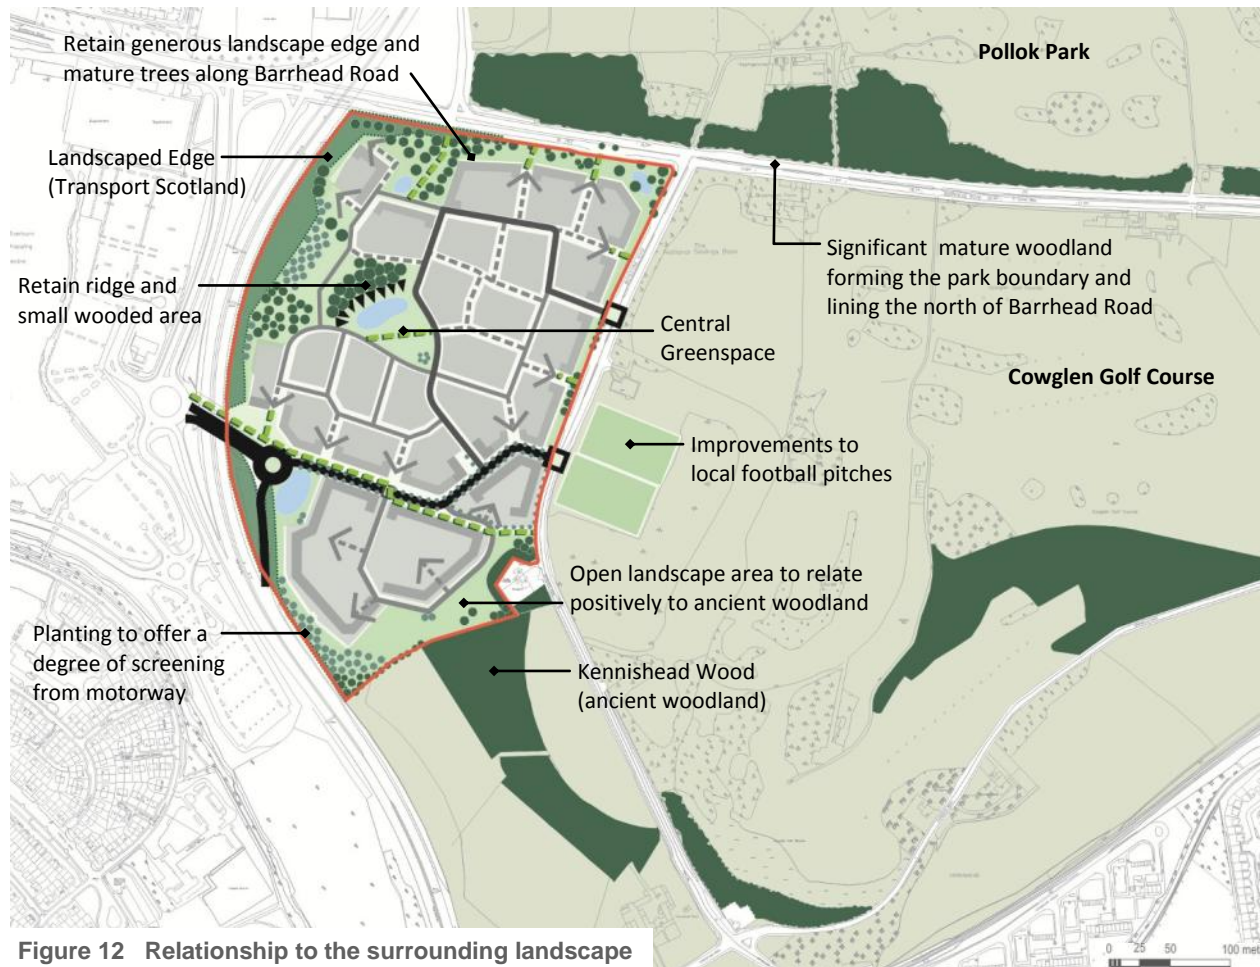 Retain generous landscape edge and
mature trees along Barrhead Road
Pollok Park
Landscaped Edge
(Transport Scotland)
Significant mature woodland
forming the park boundary and
lining the north of Barrhead Road
Retain ridge and
small wooded area
Central
Greenspace
Cowglen Golf Course
Improvements to
local football pitches
Open landscape area to relate
positively to ancient woodland
Planting to offer a
degree of screening
from motorway
Kennishead Wood
(ancient woodland)
Figure 12 Relationship to the surrounding landscape
0 25 50 100 met